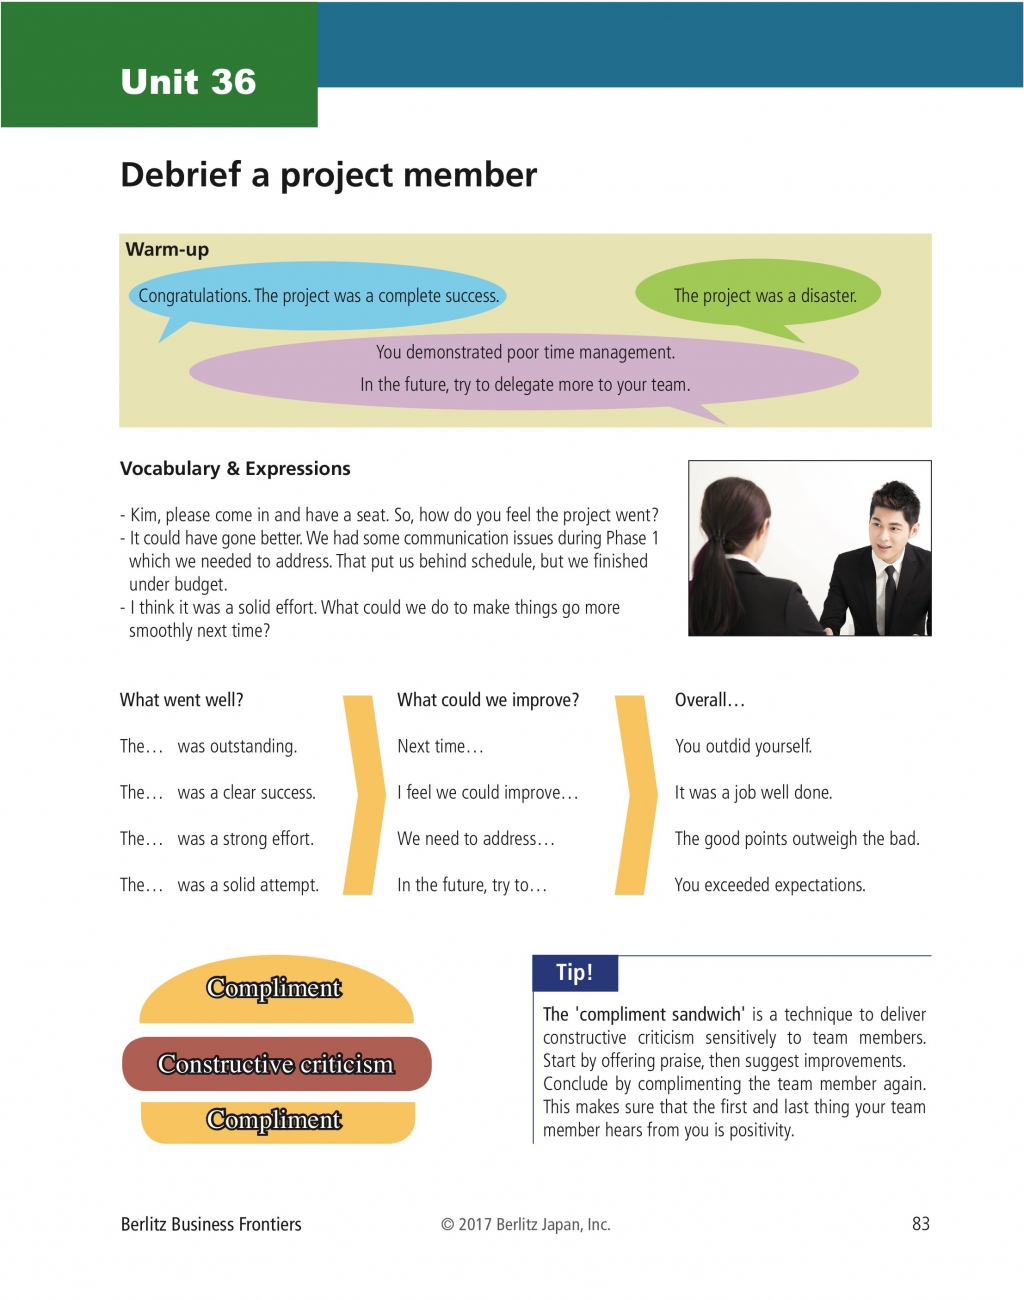 Unit 36
Debrief a project member
Warm-up
Congratulations. The project was a complete success.
The project was a disaster.
You demonstrated poor time management.
In the future, try to delegate more to your team.
Vocabulary & Expressions
- Kim, please come in and have a seat. So, how do you feel the project went?
- It could have gone better. We had some communication issues during Phase 1
which we needed to address. That put us behind schedule, but we finished
under budget.
- I think it was a solid effort. What could we do to make things go more
smoothly next time?
What went well?
The… was outstanding.
The… was a clear success.
The… was a strong effort.
The… was a solid attempt.
What could we improve?
Next time…
I feel we could improve…
We need to address…
In the future, try to…
Overall…
You outdid yourself.
It was a job well done.
The good points outweigh the bad.
You exceeded expectations.
Compliment
Constructive criticism
Compliment
Tip!
The 'compliment sandwich' is a technique to deliver
constructive criticism sensitively to team members.
Start by offering praise, then suggest improvements.
Conclude by complimenting the team member again.
This makes sure that the first and last thing your team
member hears from you is positivity.
Berlitz Business Frontiers
© 2017 Berlitz Japan, Inc.
83